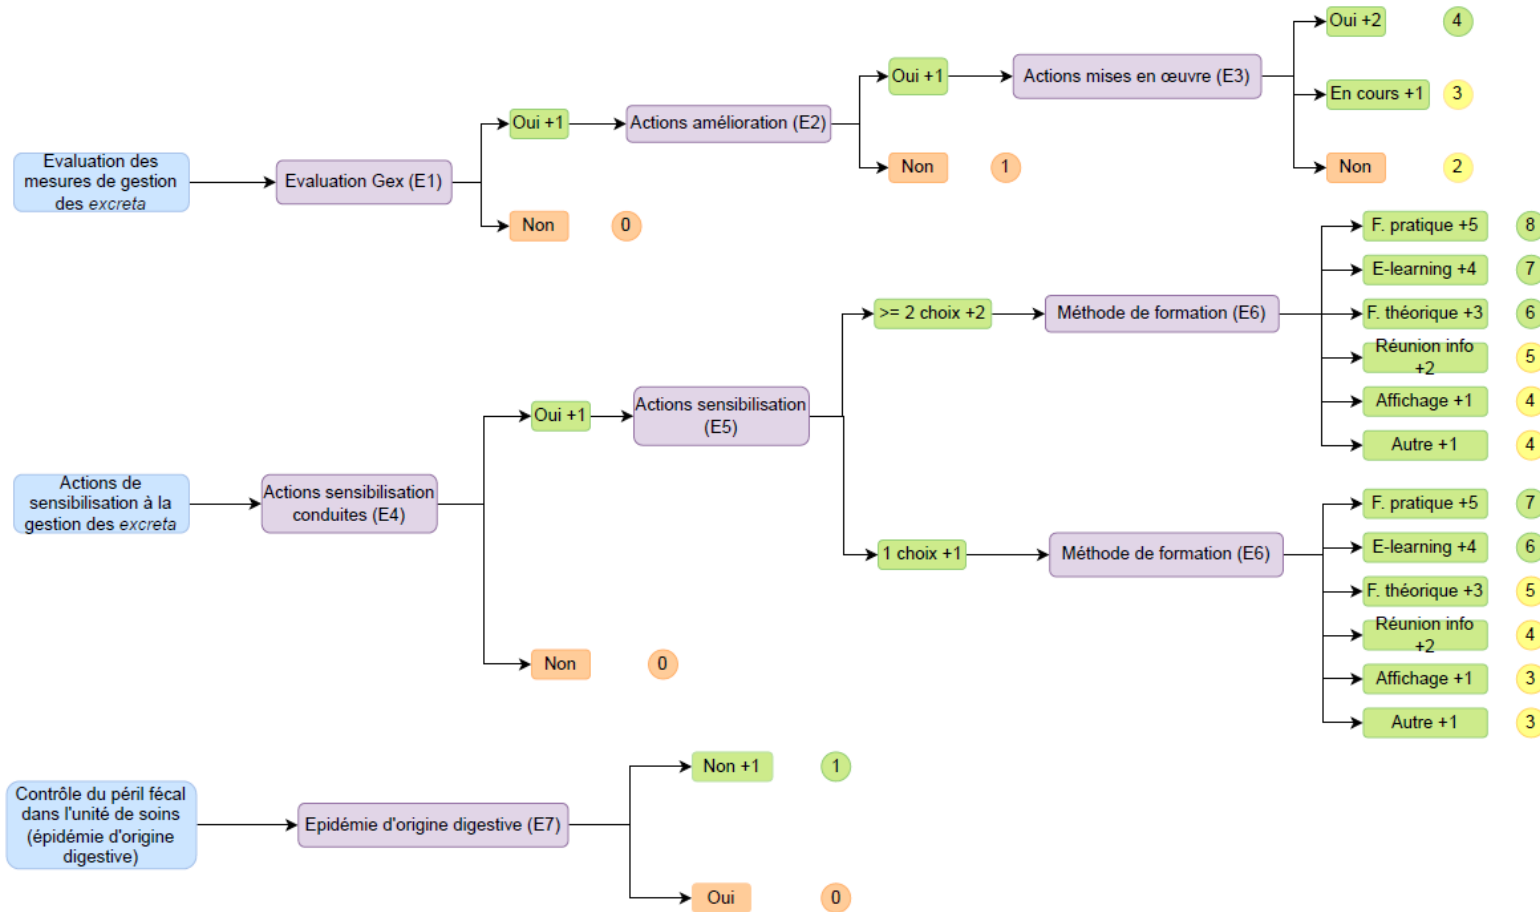 Evaluation des
mesures de gestion
des excreta
Evaluation Gex (E1)
Oui +1
Non
0
Actions amélioration (E2)
Oui +1
Non
1
Actions mises en œuvre (E3)
Oui +2
4
En cours +1
3
Non
2
Actions de
sensibilisation à la
gestion des excreta
Actions sensibilisation
conduites (E4)
Oui +1
Non
0
Actions sensibilisation
(E5)
>= 2 choix +2
Méthode de formation (E6)
F. pratique +5
8
E-learning +4
7
F. théorique +3
6
Réunion info
+2
5
Affichage +1
4
Autre +1
4
1 choix +1
Méthode de formation (E6)
F. pratique +5
7
E-learning +4
6
F. théorique +3
5
Réunion info
+2
4
Affichage +1
3
Autre +1
3
Contrôle du péril fécal
dans l'unité de soins
(épidémie d'origine
digestive)
Epidémie d'origine digestive (E7)
Non +1
1
Oui
0